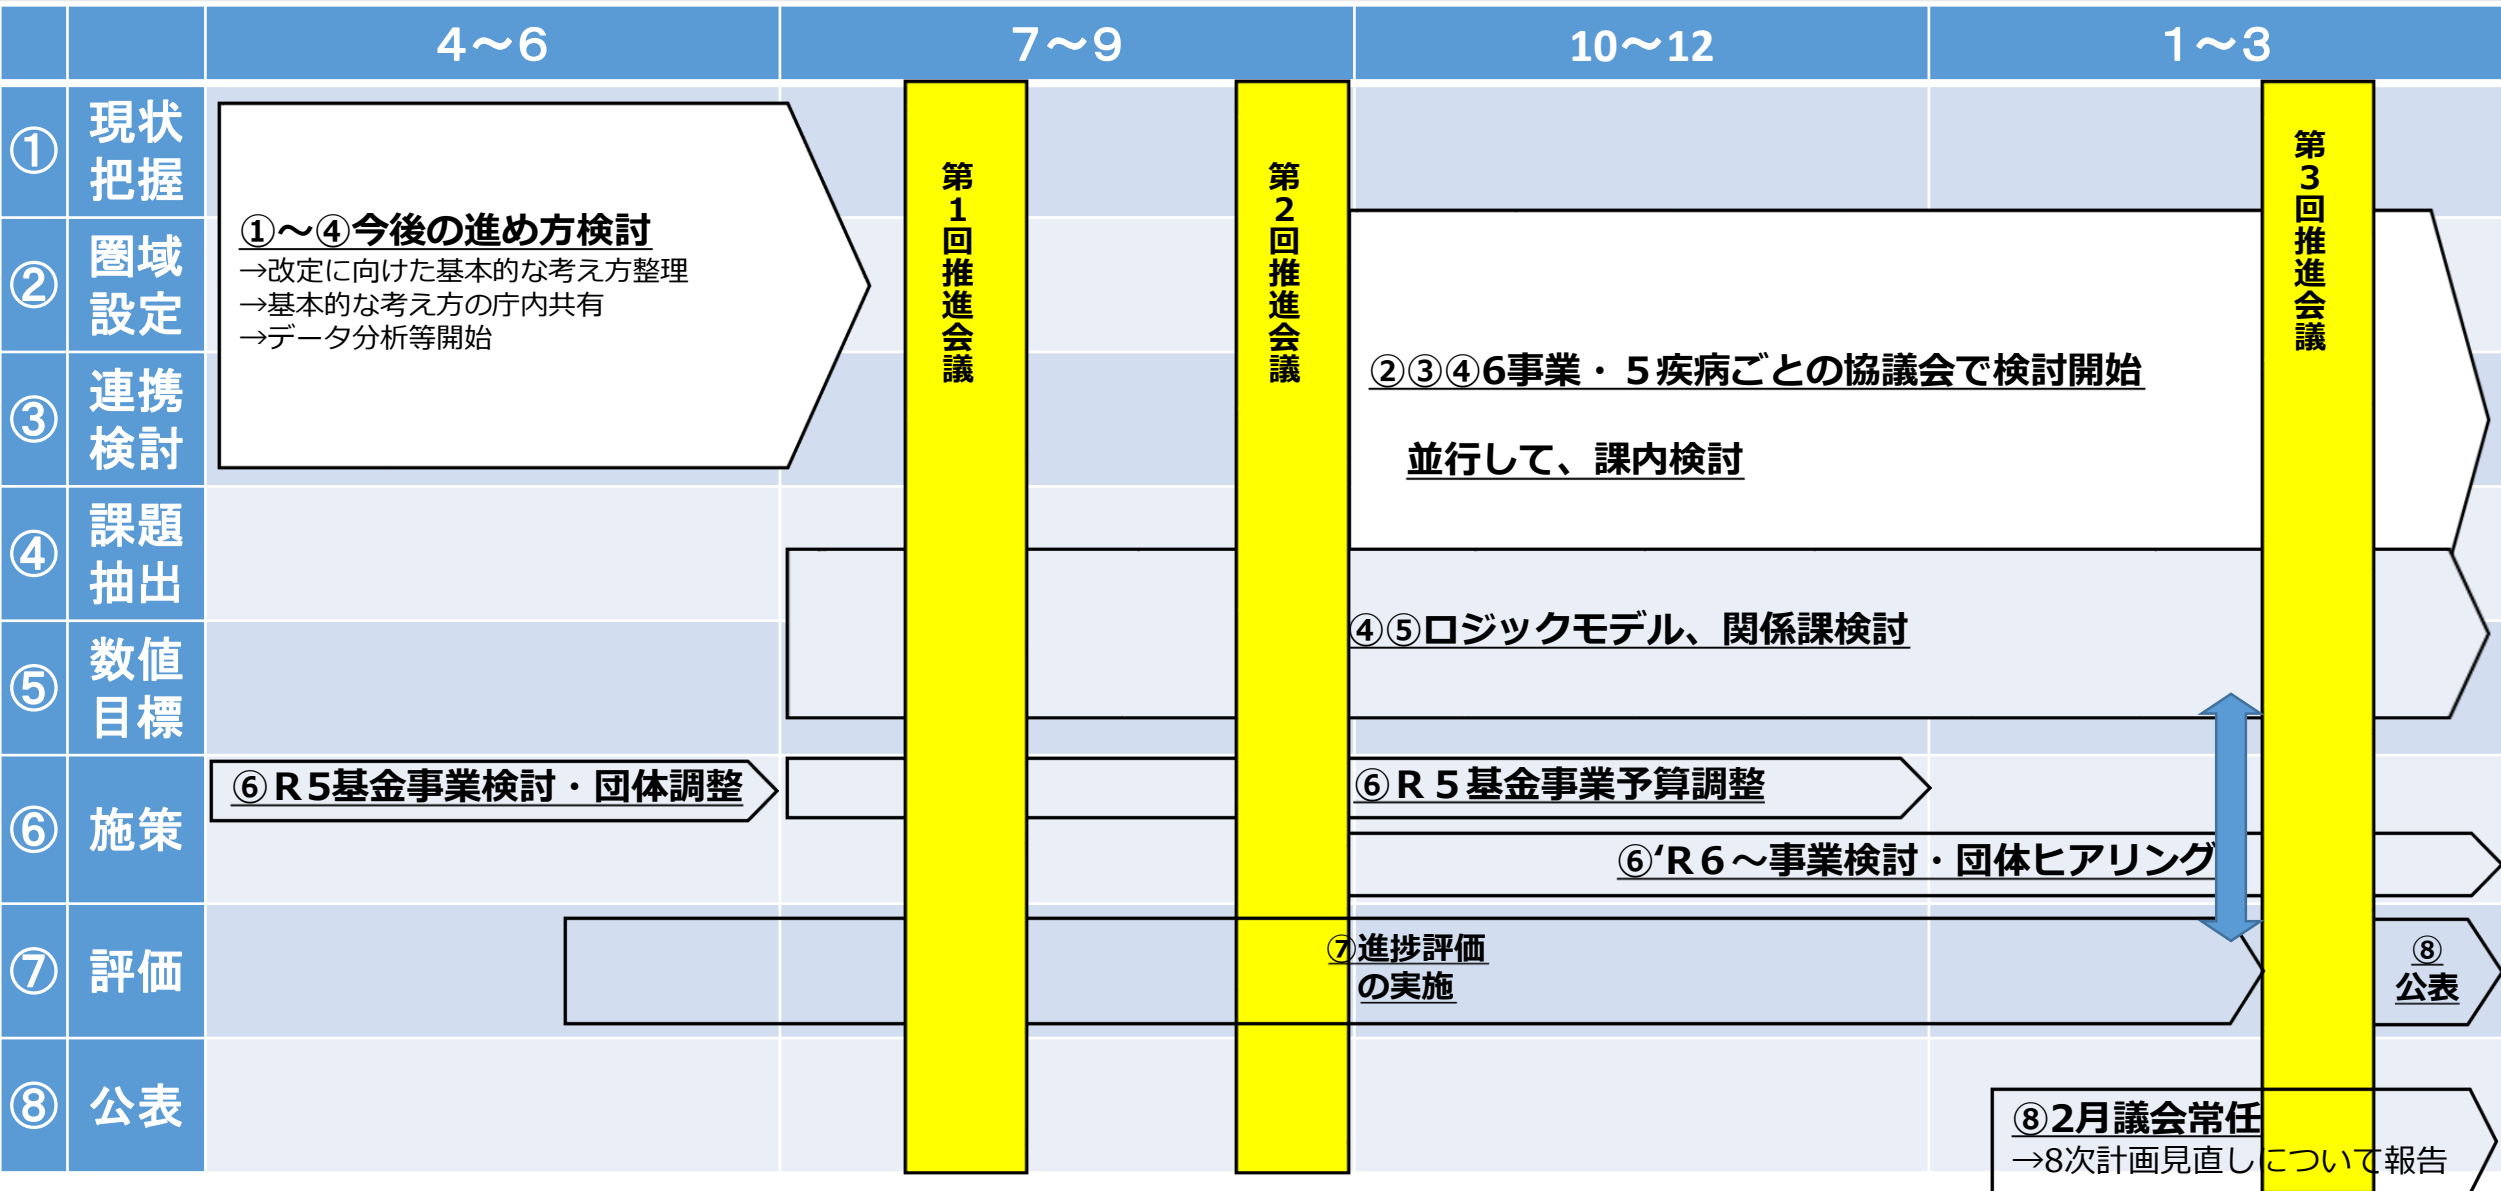 4～6
7～9
10～12
1～3
① 現状
把握
② 圏域
設定
③ 連携
検討
④ 課題
抽出
⑤ 数値
目標
⑥ 施策
⑦ 評価
⑧ 公表
①～④今後の進め方検討
→改定に向けた基本的な考え方整理
→基本的な考え方の庁内共有
→データ分析等開始
第1回推進会議
第2回推進会議
第3回推進会議
②③④6事業・5疾病ごとの協議会で検討開始
並行して、課内検討
④⑤ロジックモデル、関係課検討
⑥R5基金事業検討・団体調整
⑥R5基金事業予算調整
⑥‘R6～事業検討・団体ヒアリング
⑦進捗評価
の実施
⑧
公表
⑧2月議会常任
→8次計画見直しについて報告